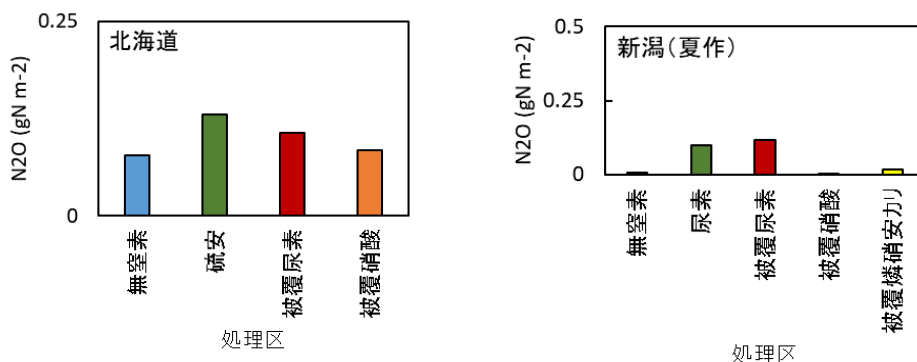 北海道
N2O (gN m-2)
0.25
0
無窒素
硫安
被覆尿素
被覆硝酸
処理区
新潟(夏作)
N2O (gN m-2)
0.5
0.25
0
無窒素
尿素
被覆尿素
被覆硝酸
被覆燐硝安カリ
処理区